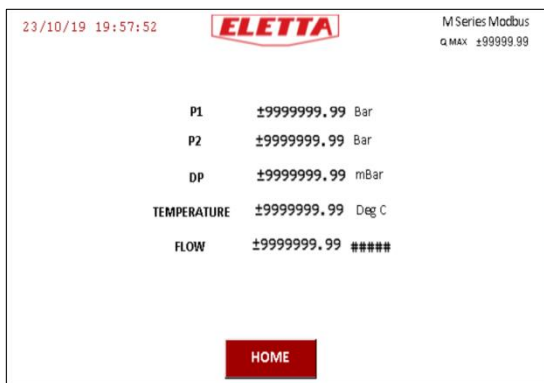 23/10/19 19:57:52
ELETTA
M Series Modbus
Q MAX ±99999.99
P1 ±9999999.99 Bar
P2 ±9999999.99 Bar
DP ±9999999.99 mBar
TEMPERATURE ±9999999.99 Deg C
FLOW ±9999999.99 #####
HOME